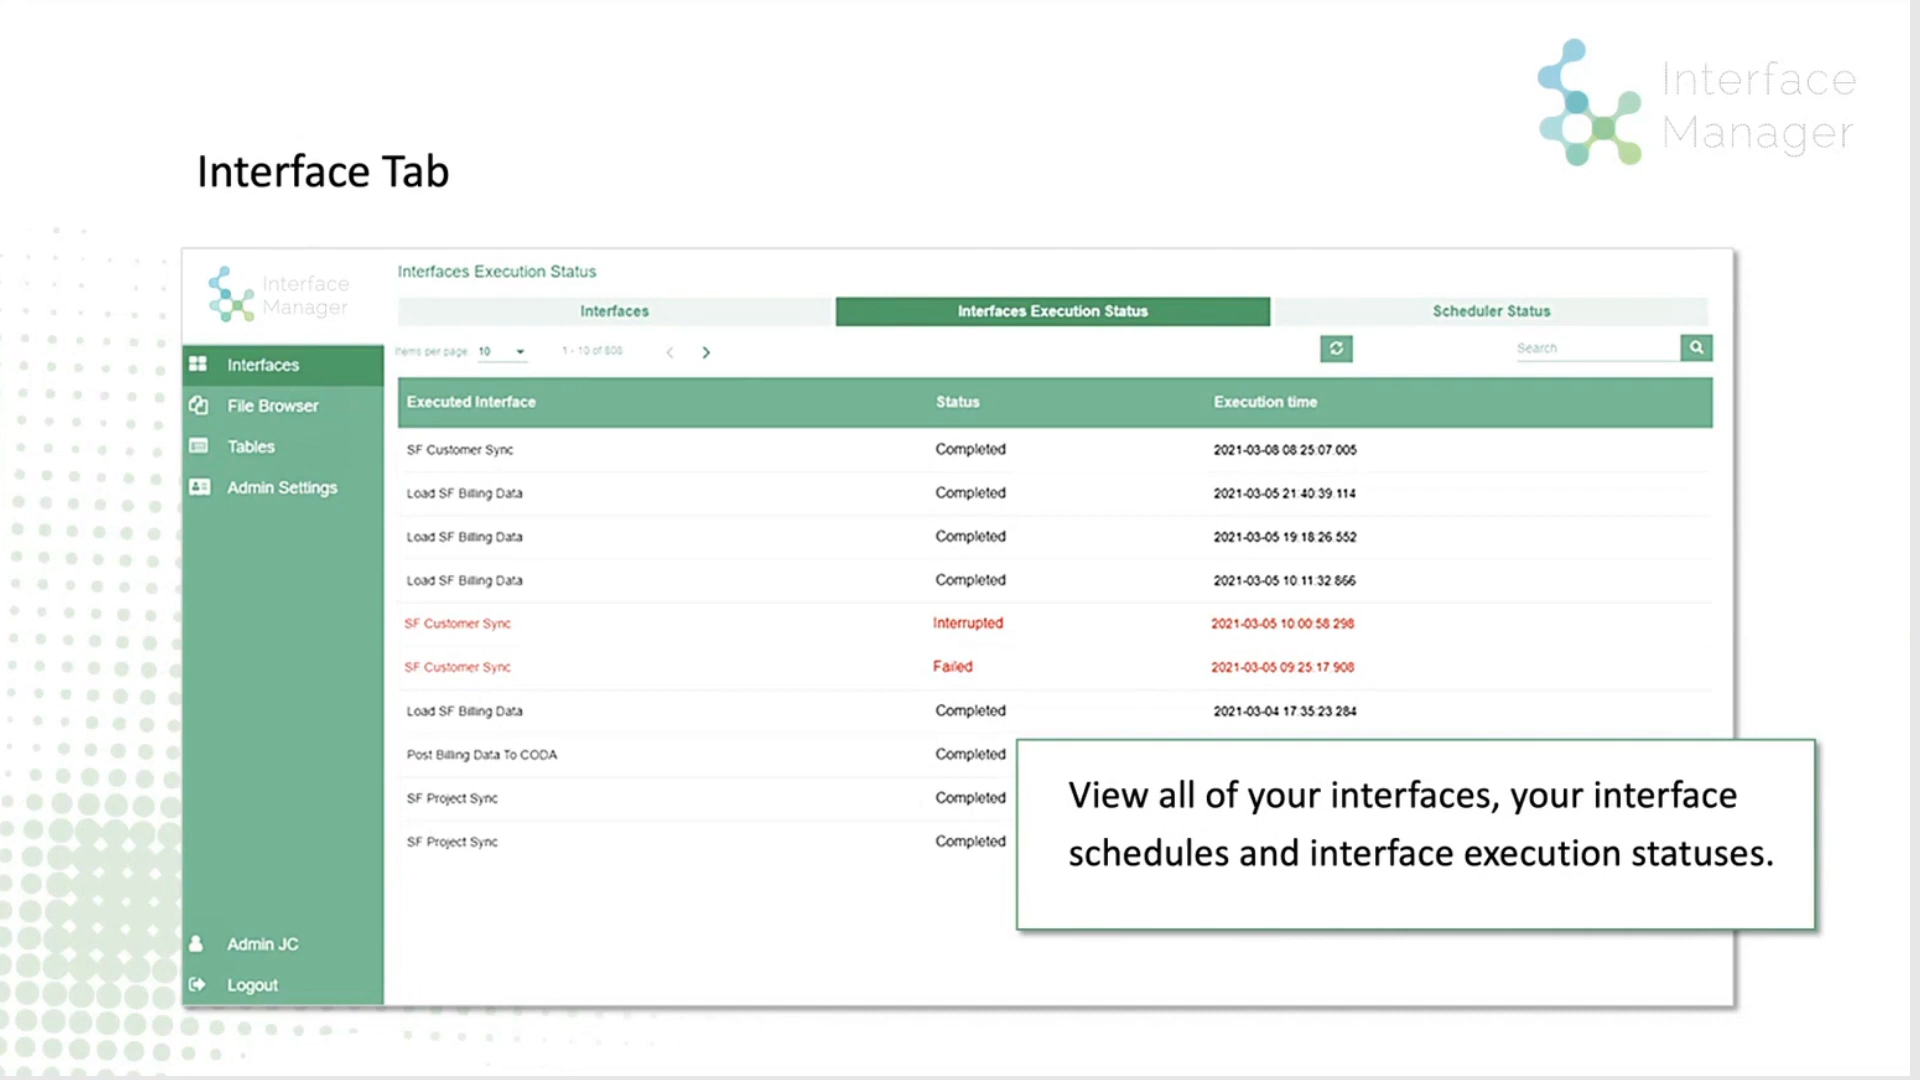 Interface
Manager
Interface Tab
Interface
Manager
Interfaces Execution Status
Interfaces
Interfaces Execution Status
Scheduler Status
Items per page: 10
1 - 10 of 808
Search
Interfaces
File Browser
Tables
Admin Settings
Admin JC
Logout
Executed Interface Status Execution time
SF Customer Sync Completed 2021-03-08 08:25:07.005
Load SF Billing Data Completed 2021-03-05 21:40:39.114
Load SF Billing Data Completed 2021-03-05 19:18:26.552
Load SF Billing Data Completed 2021-03-05 10:11:32.866
SF Customer Sync Interrupted 2021-03-05 10:00:58.298
SF Customer Sync Failed 2021-03-05 09:25:17.908
Load SF Billing Data Completed 2021-03-04 17:35:23.284
Post Billing Data To CODA Completed
SF Project Sync Completed
SF Project Sync Completed
View all of your interfaces, your interface
schedules and interface execution statuses.